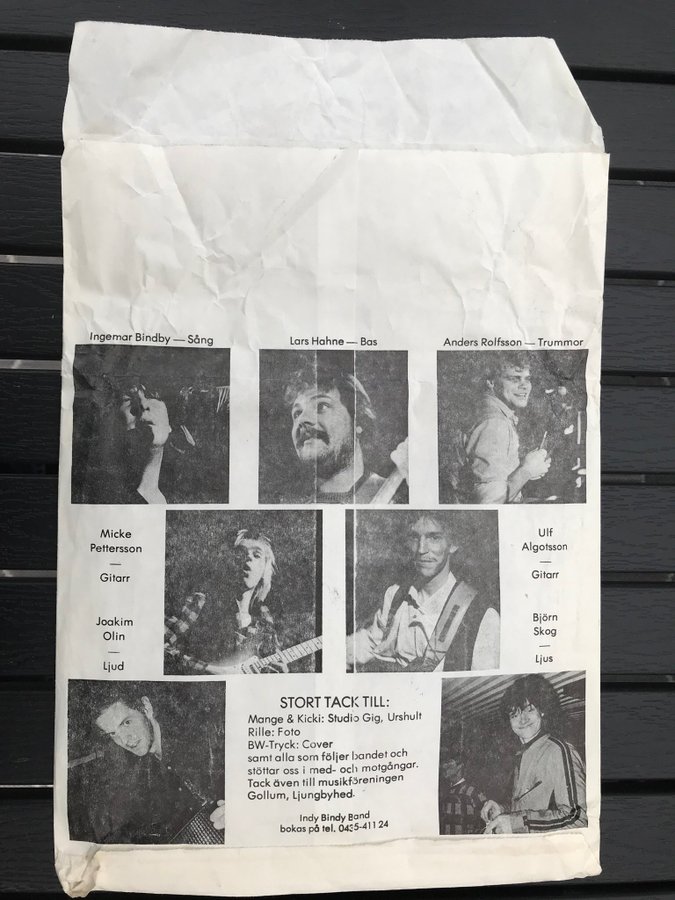 Ingemar Bindby — Sång
Lars Hahne — Bas
Anders Rolfsson — Trummor
Micke
Pettersson
—
Gitarr
Ulf
Algotsson
—
Gitarr
Joakim
Olin
—
Ljud
Björn
Skog
—
Ljus
STORT TACK TILL:
Mange & Kicki: Studio Gig, Urshult
Rille: Foto
BW-Tryck: Cover
samt alla som följer bandet och
stöttar oss i med- och motgångar.
Tack även till musikföreningen
Gollum, Ljungbyhed.
Indy Bindy Band
bokas på tel. 0435-411 24